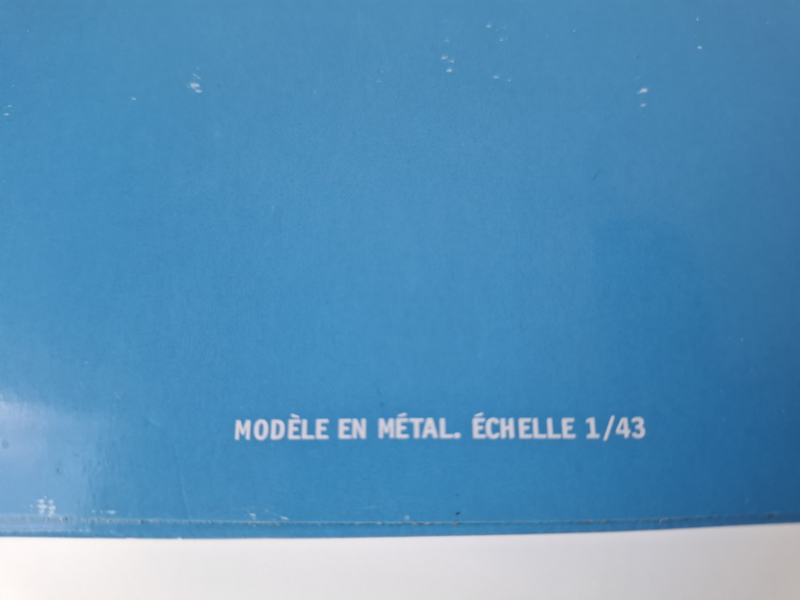 MODÈLE EN MÉTAL. ÉCHELLE 1/43